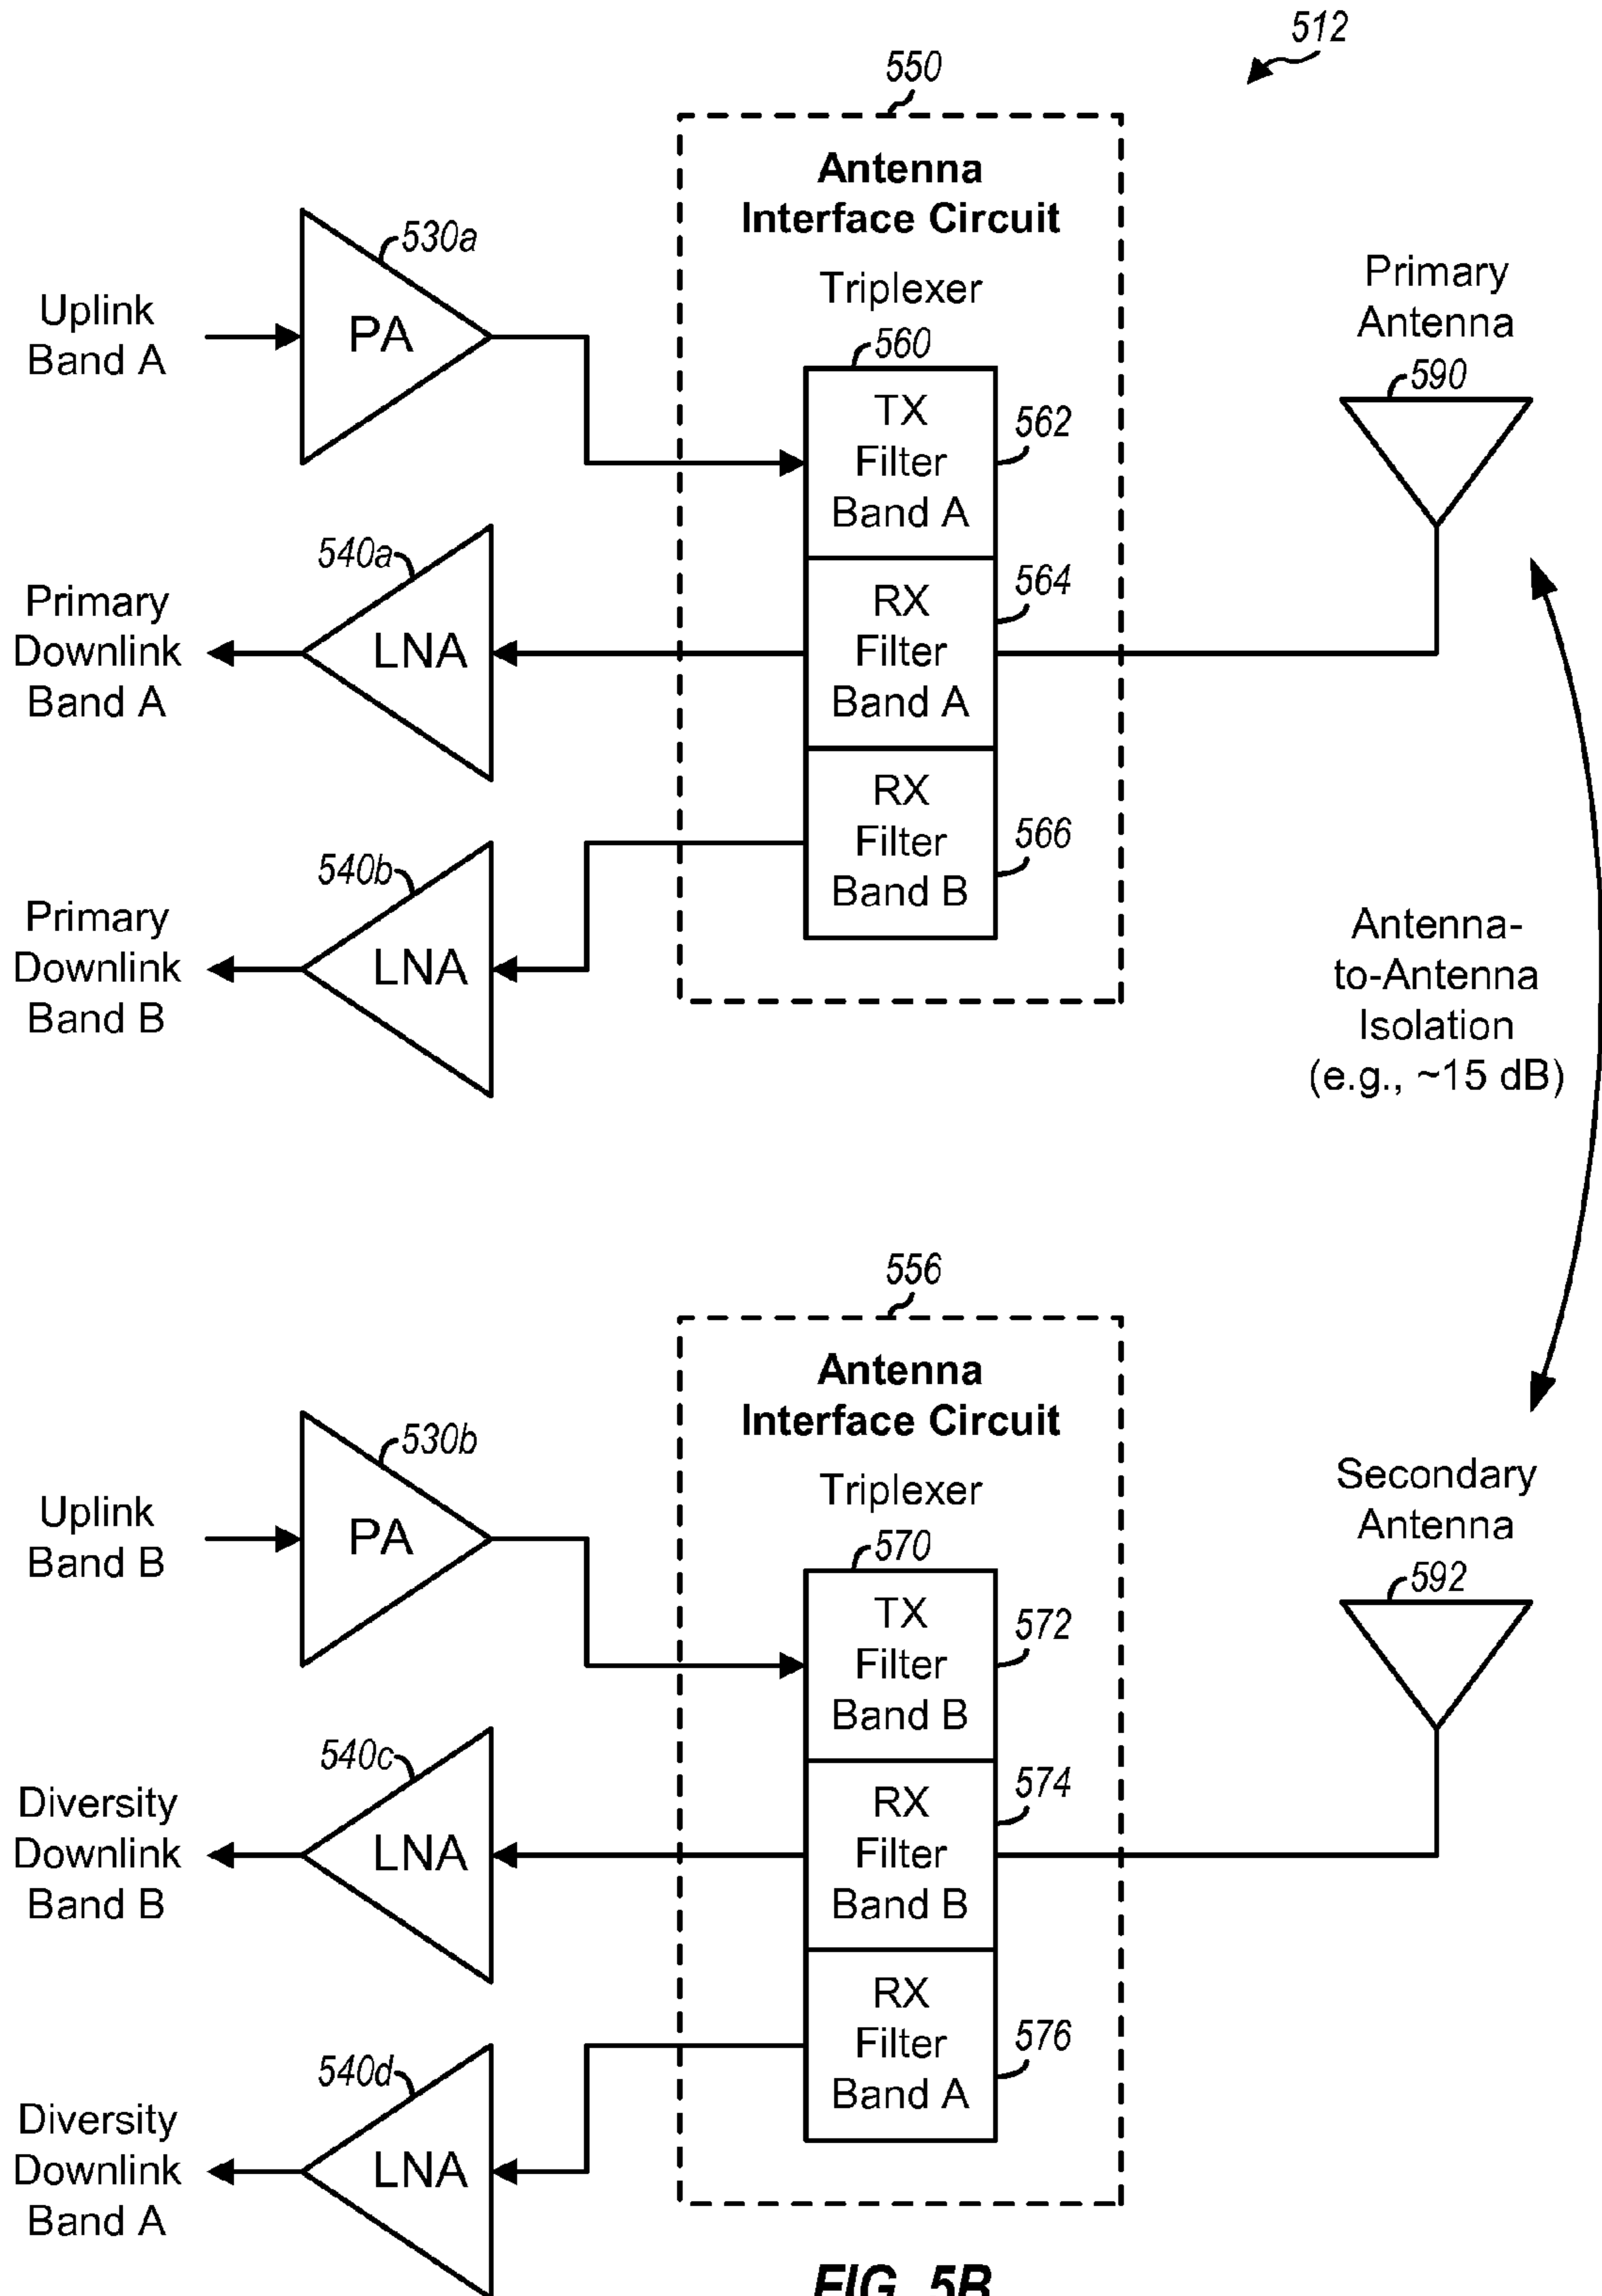 512
550
Antenna
Interface Circuit
Triplexer
560
530a
Uplink
Band A
PA
TX
Filter
Band A
562
Primary
Antenna
590
540a
Primary
Downlink
Band A
LNA
RX
Filter
Band A
564
540b
Primary
Downlink
Band B
LNA
RX
Filter
Band B
566
Antenna-
to-Antenna
Isolation
(e.g., ~15 dB)
556
Antenna
Interface Circuit
Triplexer
570
530b
Uplink
Band B
PA
TX
Filter
Band B
572
Secondary
Antenna
592
540c
Diversity
Downlink
Band B
LNA
RX
Filter
Band B
574
540d
Diversity
Downlink
Band A
LNA
RX
Filter
Band A
576
FIG. 5B